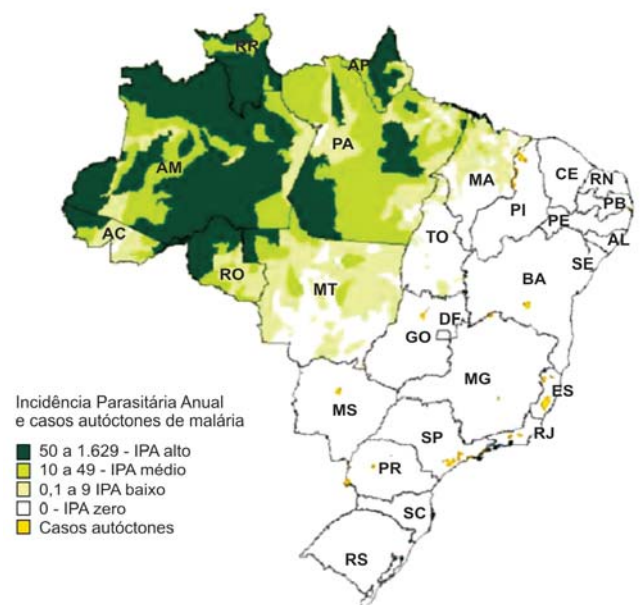 RR
AP
AM
PA
MA
CE
RN
PB
PI
PE
AL
AC
TO
SE
RO
MT
BA
DF
GO
MG
ES
MS
SP
RJ
PR
SC
RS
Incidência Parasitária Anual
e casos autóctones de malária
50 a 1.629 - IPA alto
10 a 49 - IPA médio
0,1 a 9 IPA baixo
0 - IPA zero
Casos autóctones